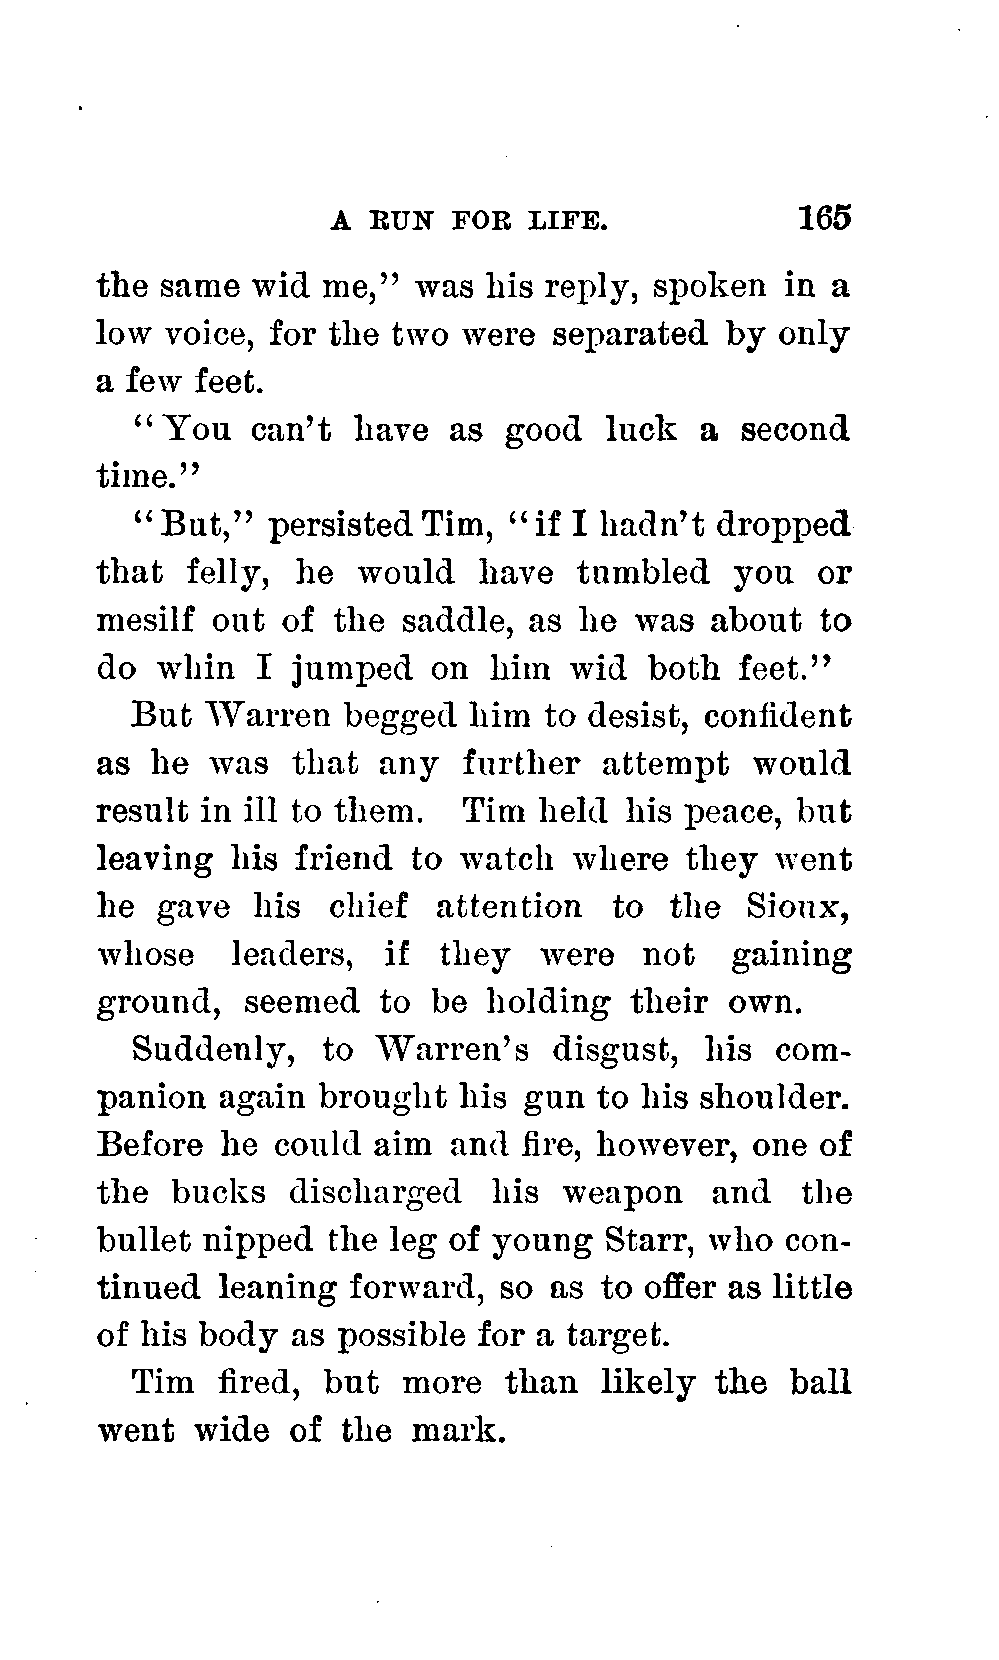 A RUN FOR LIFE. 165
the same wid me,” was his reply, spoken in a
low voice, for the two were separated by only
a few feet.
“You can’t have as good luck a second
time.”
“But,” persisted Tim, “if I hadn’t dropped
that felly, he would have tumbled you or
mesilf out of the saddle, as he was about to
do whin I jumped on him wid both feet.”
But Warren begged him to desist, confident
as he was that any further attempt would
result in ill to them. Tim held his peace, but
leaving his friend to watch where they went
he gave his chief attention to the Sioux,
whose leaders, if they were not gaining
ground, seemed to be holding their own.
Suddenly, to Warren’s disgust, his com-
panion again brought his gun to his shoulder.
Before he could aim and fire, however, one of
the bucks discharged his weapon and the
bullet nipped the leg of young Starr, who con-
tinued leaning forward, so as to offer as little
of his body as possible for a target.
Tim fired, but more than likely the ball
went wide of the mark.